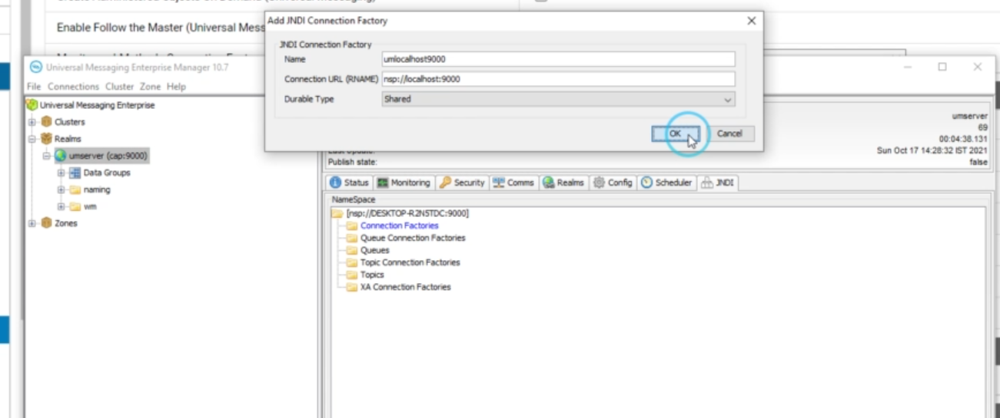 Enable Follow the Master (Universal Mess
Add JNDI Connection Factory
JNDI Connection Factory
Name
umlocalhost9000
Connection URL (RNAME)
nsp://localhost:9000
Durable Type
Shared
OK
Cancel
Universal Messaging Enterprise Manager 10.7
File Connections Cluster Zone Help
Universal Messaging Enterprise
Clusters
Realms
umserver (cap:9000)
Data Groups
naming
wm
Zones
umserver
69
00:04:38.131
Sun Oct 17 14:28:32 IST 2021
Publish state:
false
Status Monitoring Security Comms Realms Config Scheduler JNDI
NameSpace
[nsp://DESKTOP-R2N5TDC:9000]
Connection Factories
Queue Connection Factories
Queues
Topic Connection Factories
Topics
XA Connection Factories